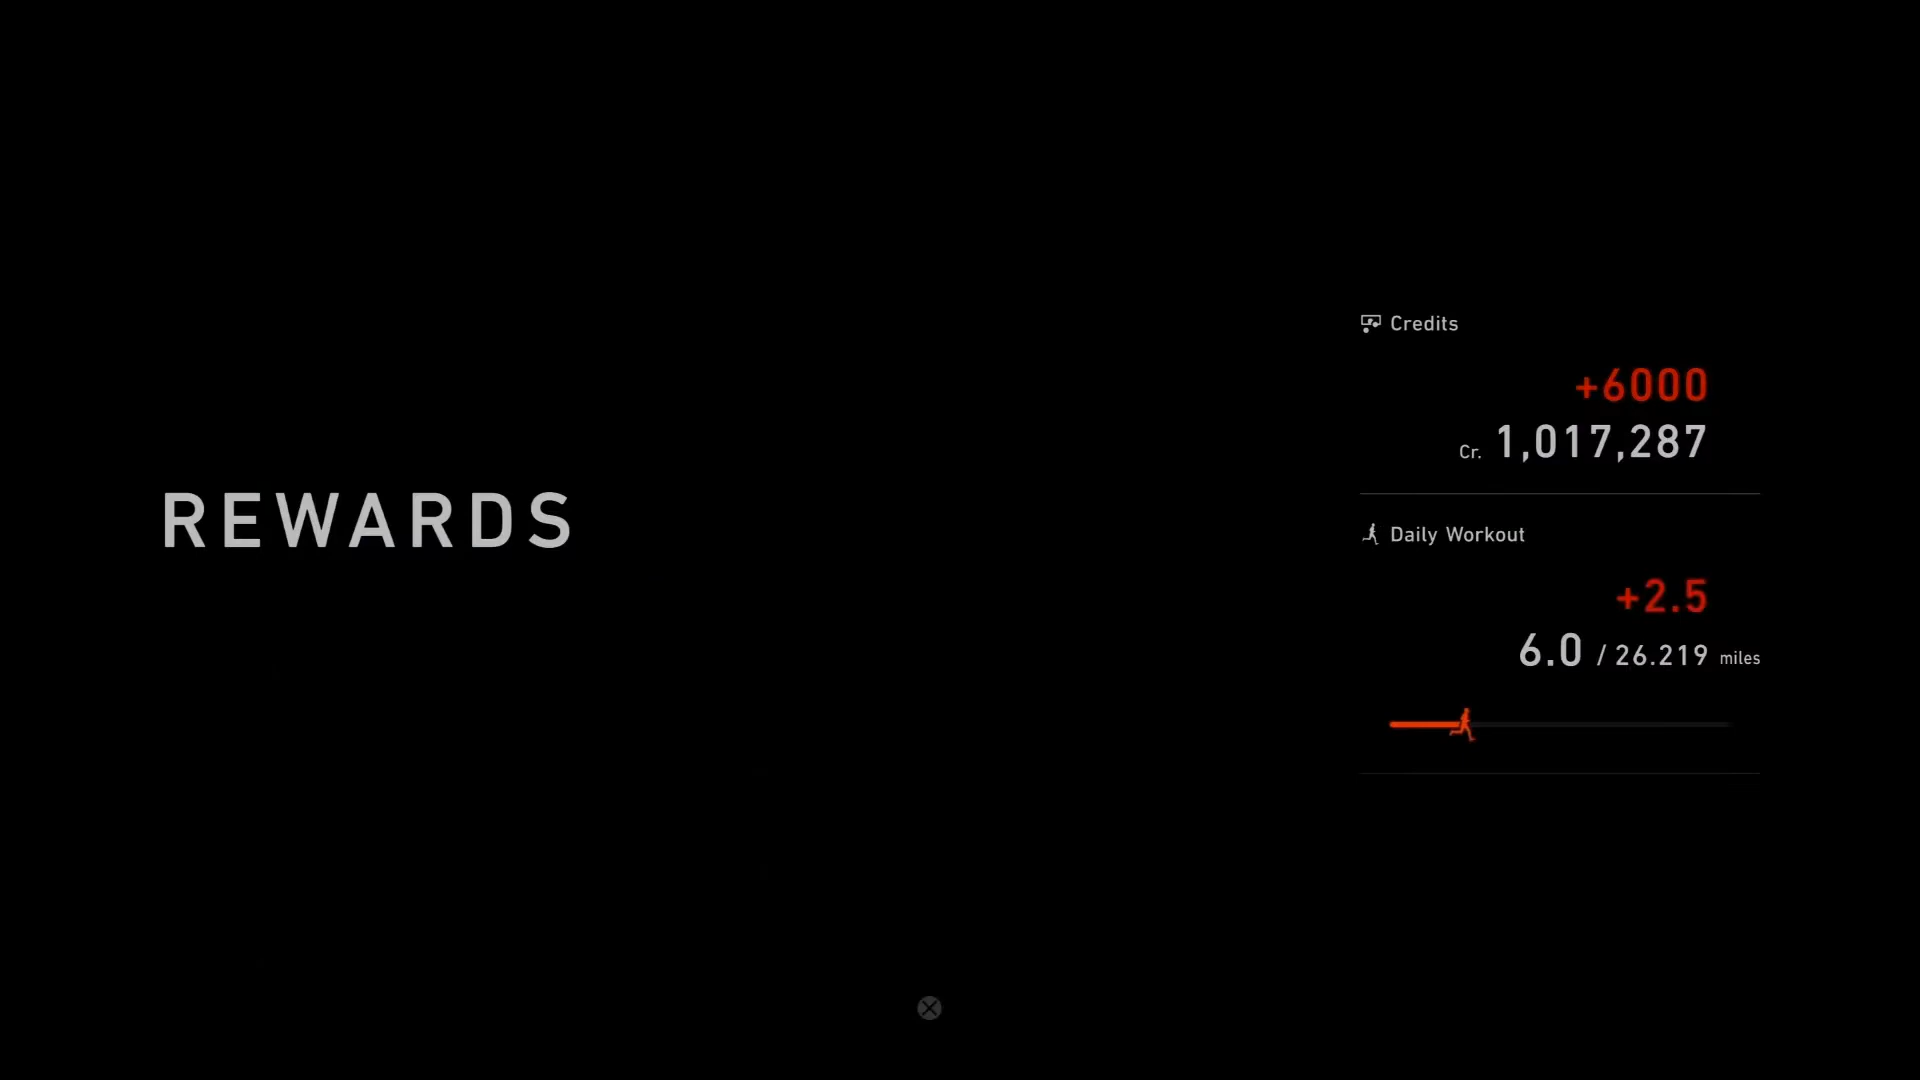 REWARDS
Credits
+6000
Cr. 1,017,287
Daily Workout
+2.5
6.0 / 26.219 miles